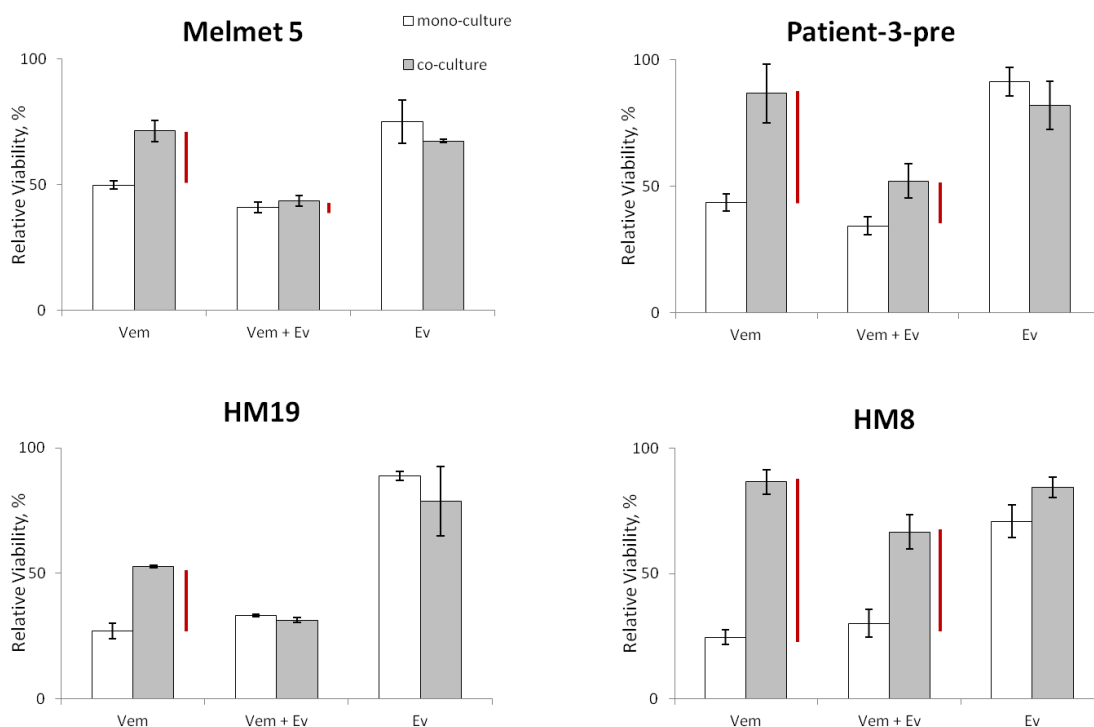 Melmet 5
mono-culture
co-culture
Relative Viability, %
100
50
0
Vem
Vem + Ev
Ev
Patient-3-pre
Relative Viability, %
100
50
0
Vem
Vem + Ev
Ev
HM19
Relative Viability, %
100
50
0
Vem
Vem + Ev
Ev
HM8
Relative Viability, %
100
50
0
Vem
Vem + Ev
Ev